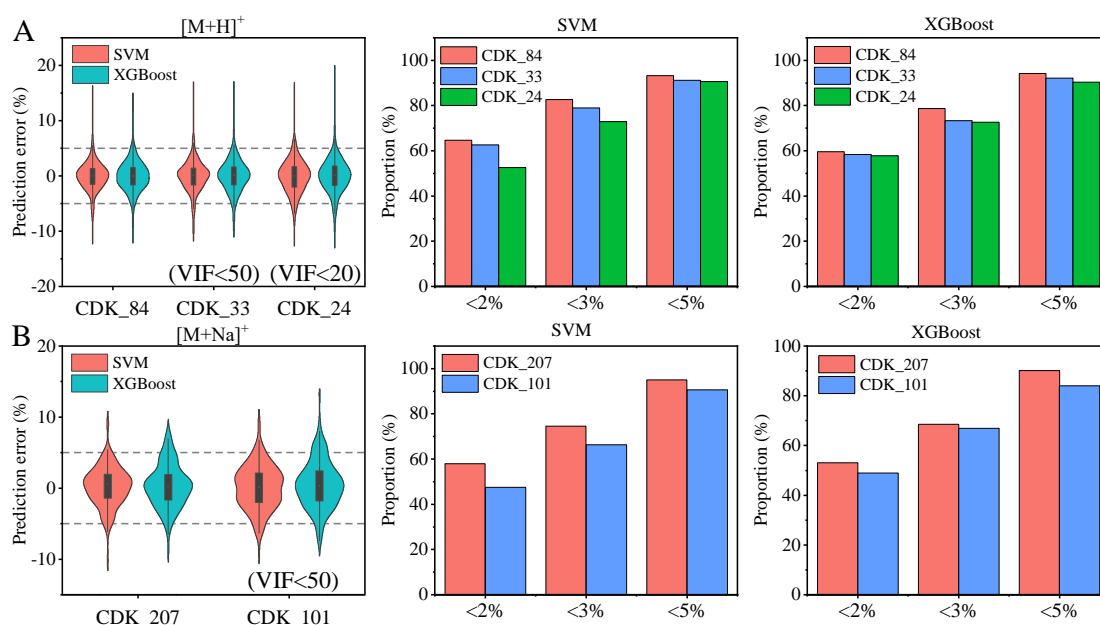 A
[M+H]+
SVM
XGBoost
Prediction error (%)
20
10
0
-10
-20
(VIF<50) (VIF<20)
CDK_84 CDK_33 CDK_24
SVM
CDK_84
CDK_33
CDK_24
Proportion (%)
100
80
60
40
20
0
<2% <3% <5%
XGBoost
CDK_84
CDK_33
CDK_24
Proportion (%)
100
80
60
40
20
0
<2% <3% <5%
B
[M+Na]+
SVM
XGBoost
Prediction error (%)
20
10
0
-10
(VIF<50)
CDK_207 CDK_101
SVM
CDK_207
CDK_101
Proportion (%)
100
80
60
40
20
0
<2% <3% <5%
XGBoost
CDK_207
CDK_101
Proportion (%)
80
60
40
20
0
<2% <3% <5%